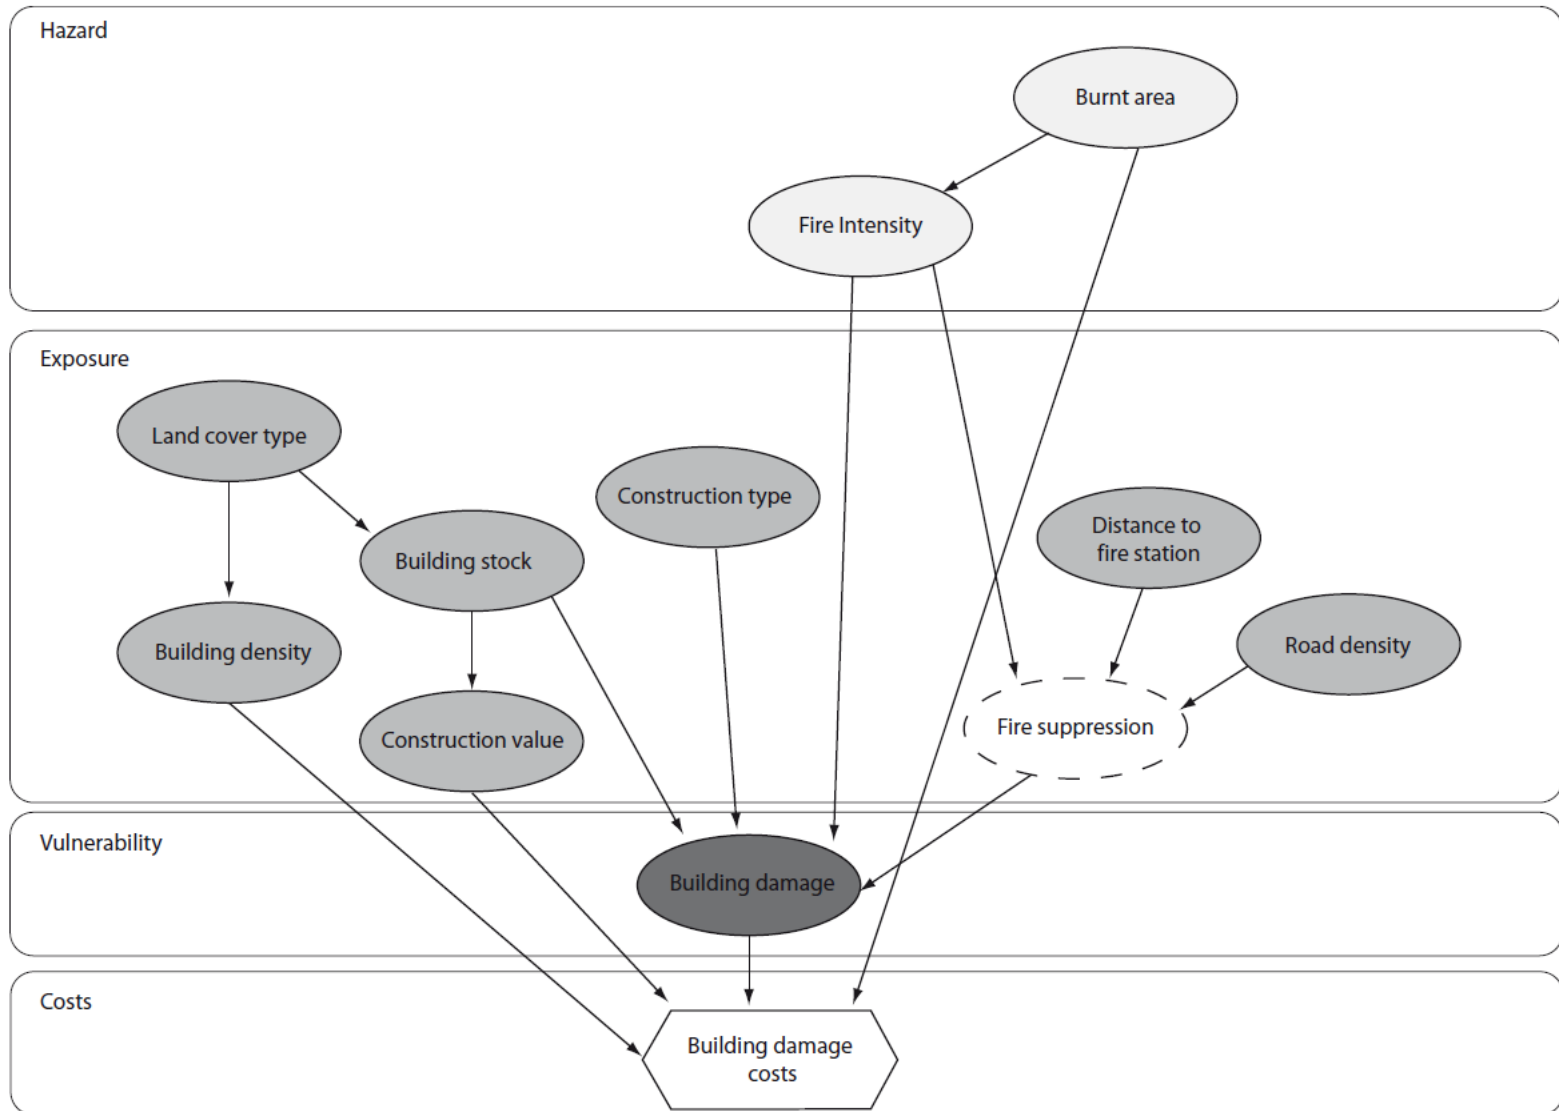 Hazard
Burnt area
Fire Intensity
Exposure
Land cover type
Construction type
Distance to
fire station
Building stock
Road density
Building density
Fire suppression
Construction value
Vulnerability
Building damage
Costs
Building damage
costs